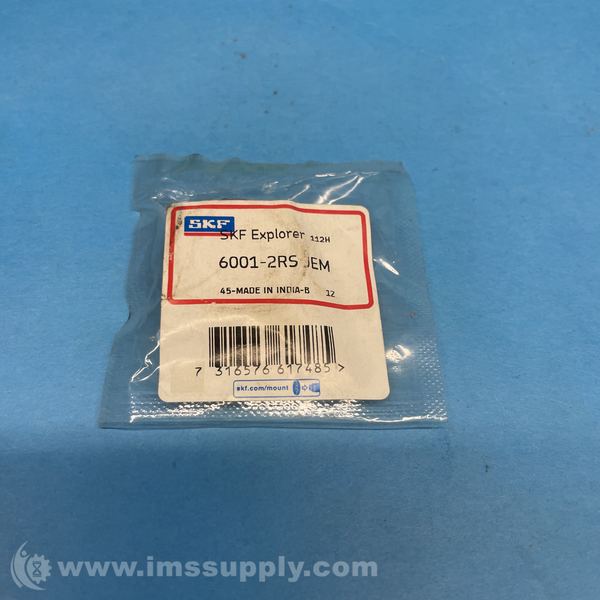 SKF
SKF Explorer 112H
6001-2RS JEM
45-MADE IN INDIA-B 12
7 316576 617485 >
skf.com/mount
www.imssupply.com